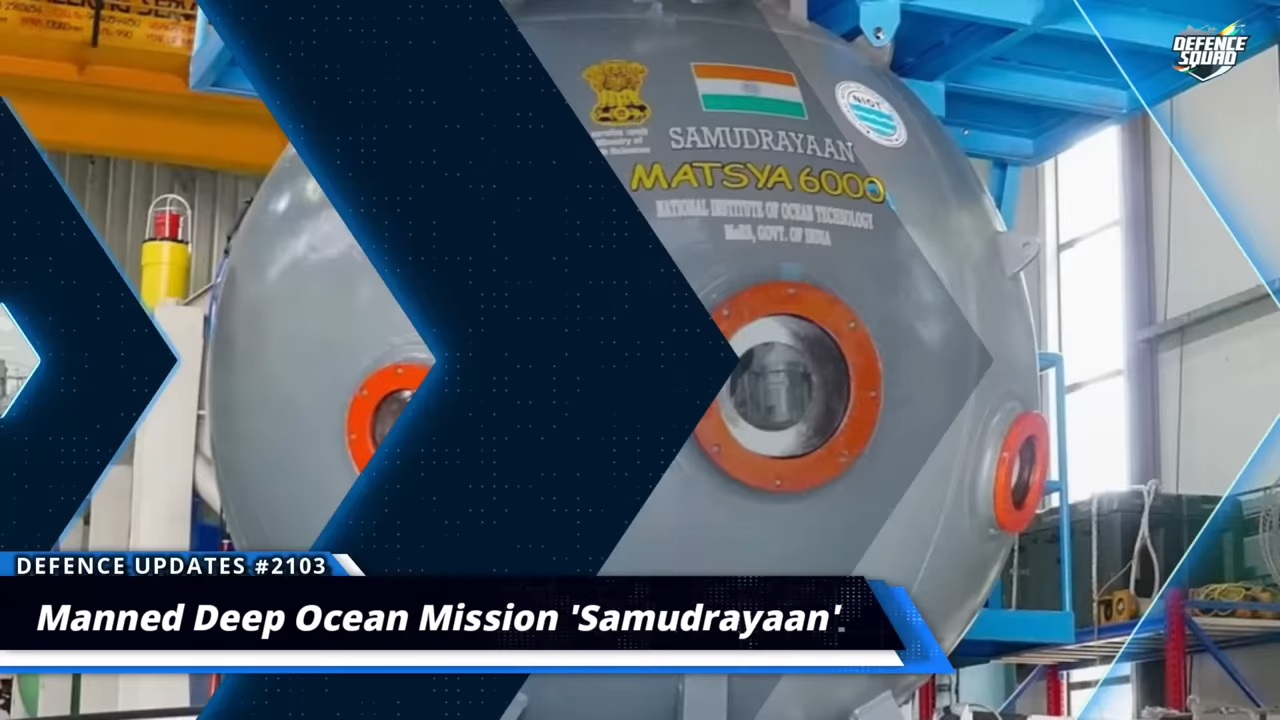 DEFENCE
SQUAD
NIOT
SAMUDRAYAAN
MATSYA 6000
NATIONAL INSTITUTE OF OCEAN TECHNOLOGY
MoES, GOVT. OF INDIA
DEFENCE UPDATES #2103
Manned Deep Ocean Mission 'Samudrayaan'.